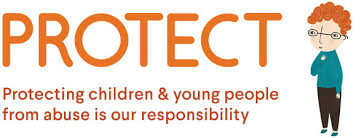 PROTECT
Protecting children & young people
from abuse is our responsibility